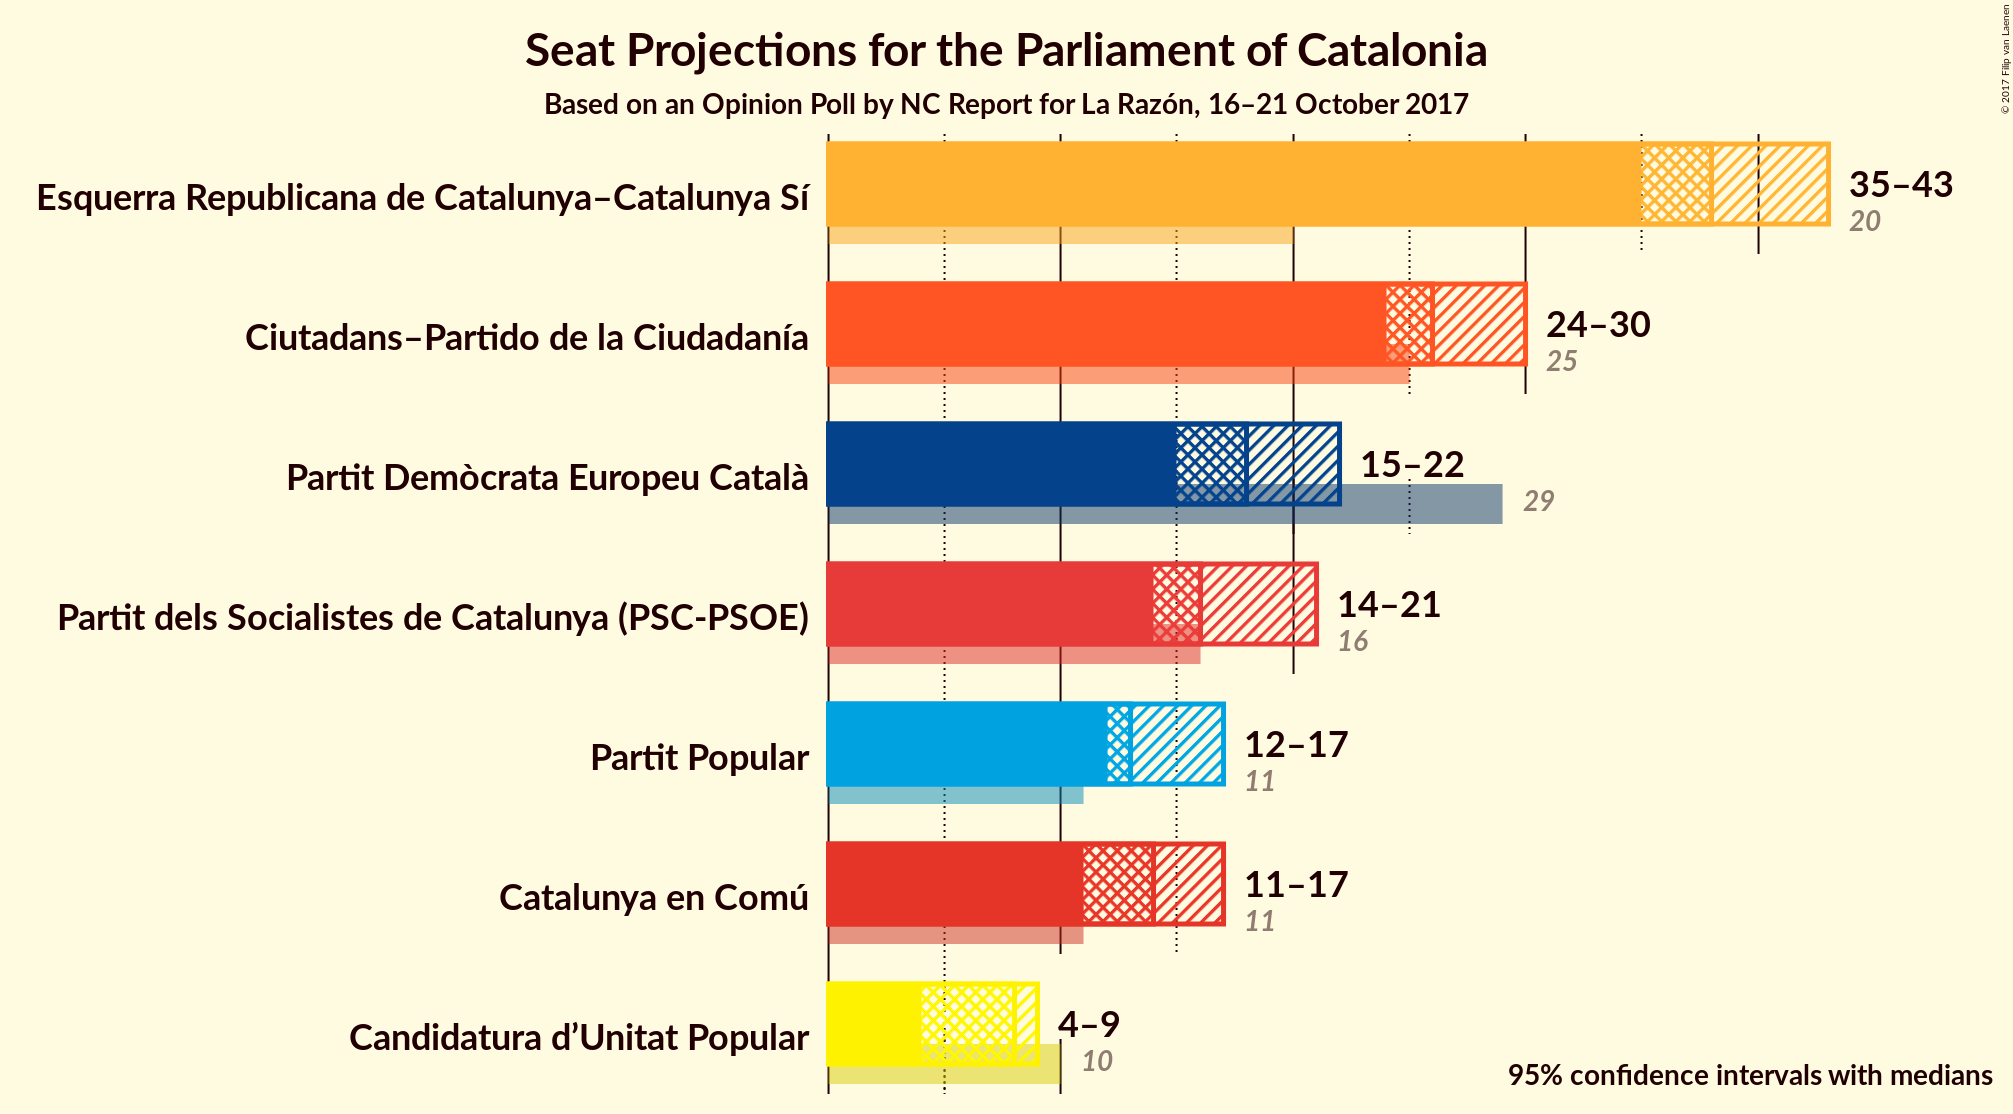 Seat Projections for the Parliament of Catalonia
Based on an Opinion Poll by NC Report for La Razón, 16–21 October 2017
© 2017 Filip van Laenen
Esquerra Republicana de Catalunya–Catalunya Sí
35–43
20
Ciutadans–Partido de la Ciudadanía
24–30
25
Partit Demòcrata Europeu Català
15–22
29
Partit dels Socialistes de Catalunya (PSC-PSOE)
14–21
16
Partit Popular
12–17
11
Catalunya en Comú
11–17
11
Candidatura d’Unitat Popular
4–9
10
95% confidence intervals with medians